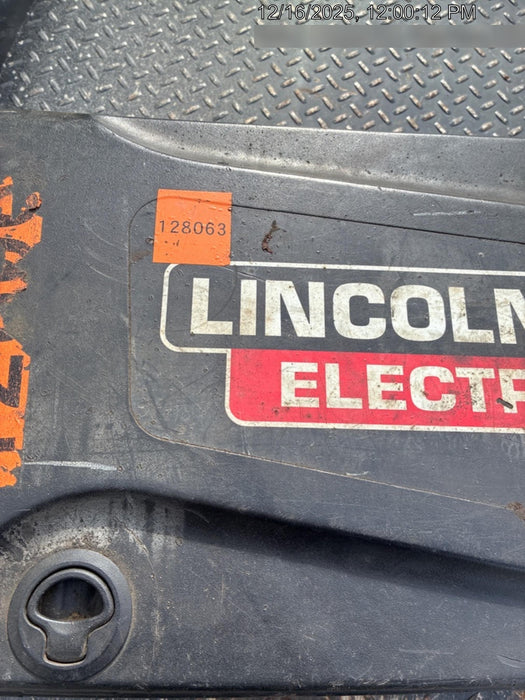 12/16/2025, 12:00:12 PM
128063
LINCOLN
ELECTR